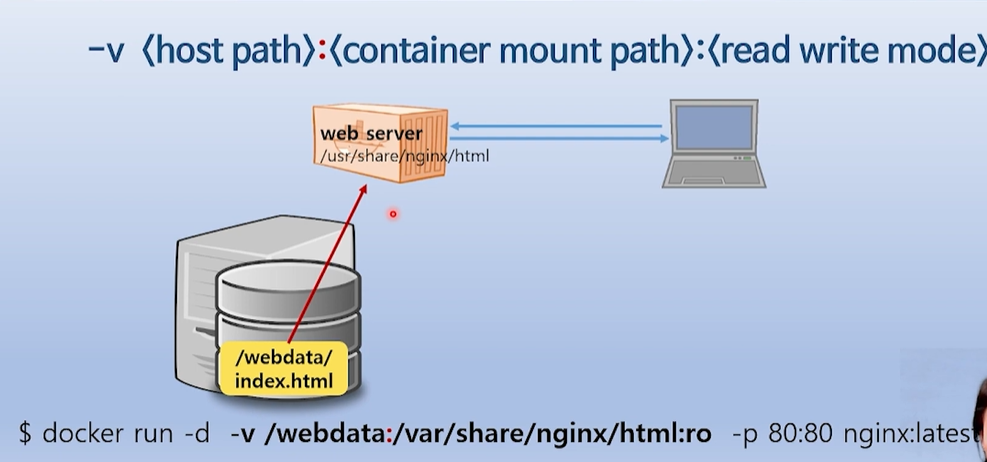 -v <host path>:<container mount path>:<read write mode>
web server
/usr/share/nginx/html
/webdata/
index.html
$ docker run -d -v /webdata:/var/share/nginx/html:ro -p 80:80 nginx:latest